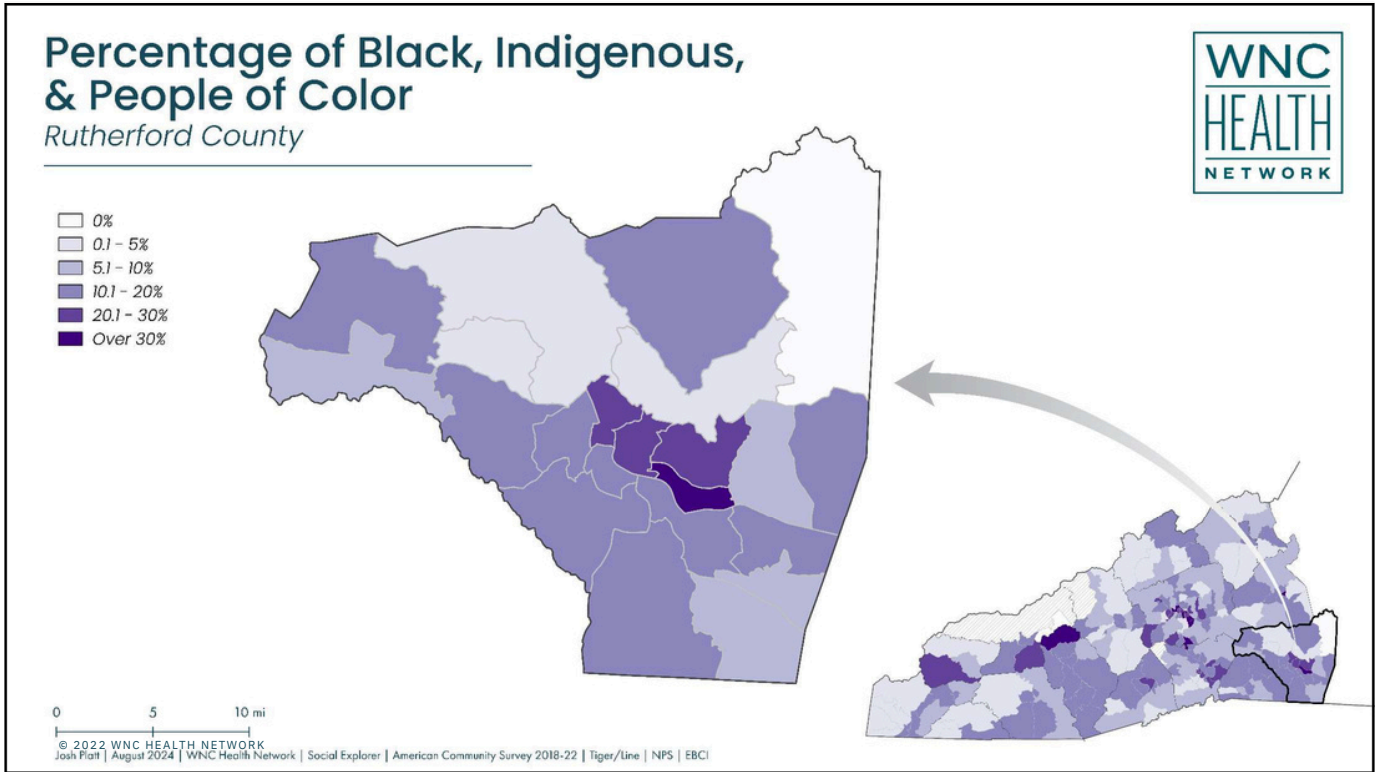 Percentage of Black, Indigenous,
& People of Color
Rutherford County
WNC
HEALTH
NETWORK
0%
0.1 - 5%
5.1 - 10%
10.1 - 20%
20.1 - 30%
Over 30%
0 5 10 mi
© 2022 WNC HEALTH NETWORK
Josh Platt | August 2024 | WNC Health Network | Social Explorer | American Community Survey 2018-22 | Tiger/Line | NPS | EBCI